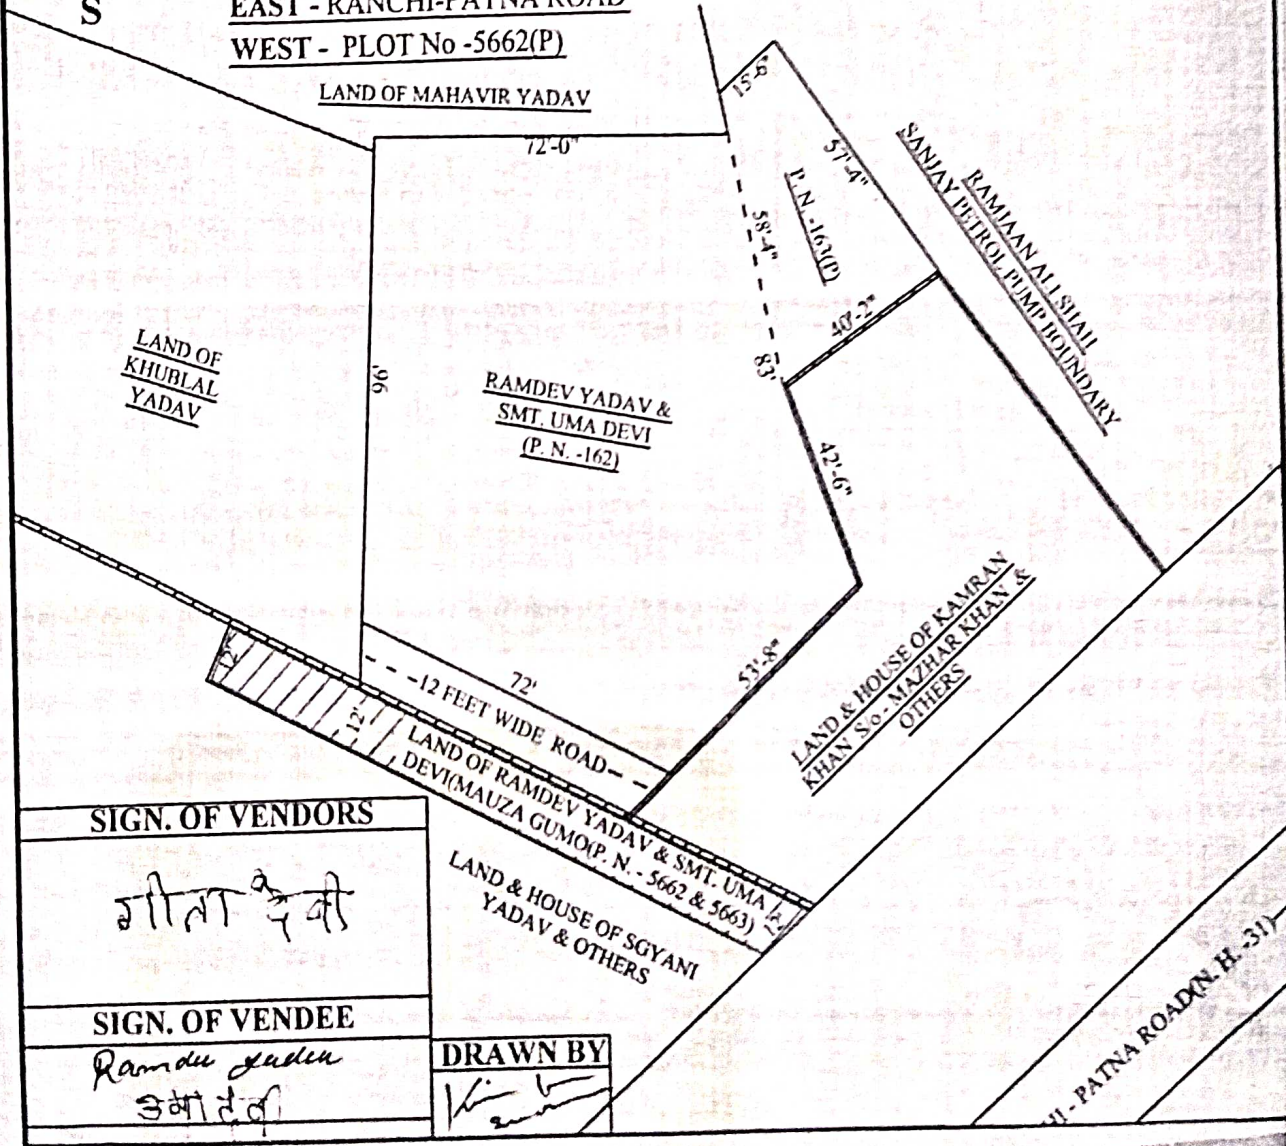 S
EAST - RANCHI-PATNA ROAD
WEST - PLOT No -5662(P)
LAND OF MAHAVIR YADAV
72'-0"
15'-6"
57'-4"
P. N. -163(P)
58'-4"
83'
40'-2"
RAMJAAN ALI SHAH
SANJAY PETROL PUMP BOUNDARY
LAND OF
KHUBLAL
YADAV
96'
RAMDEV YADAV &
SMT. UMA DEVI
(P. N. -162)
42'-6"
53'-8"
LAND & HOUSE OF KAMRAN
KHAN S/o - MAZHAR KHAN &
OTHERS
12'
72'
12 FEET WIDE ROAD
12'
LAND OF RAMDEV YADAV & SMT. UMA
DEVI(MAUZA GUMO(P. N. - 5662 & 5663)
12'
LAND & HOUSE OF SGYANI
YADAV & OTHERS
HI - PATNA ROAD(N. H. -31)
SIGN. OF VENDORS
गीता देवी
SIGN. OF VENDEE
Ramdev Yadav
उमा देवी
DRAWN BY